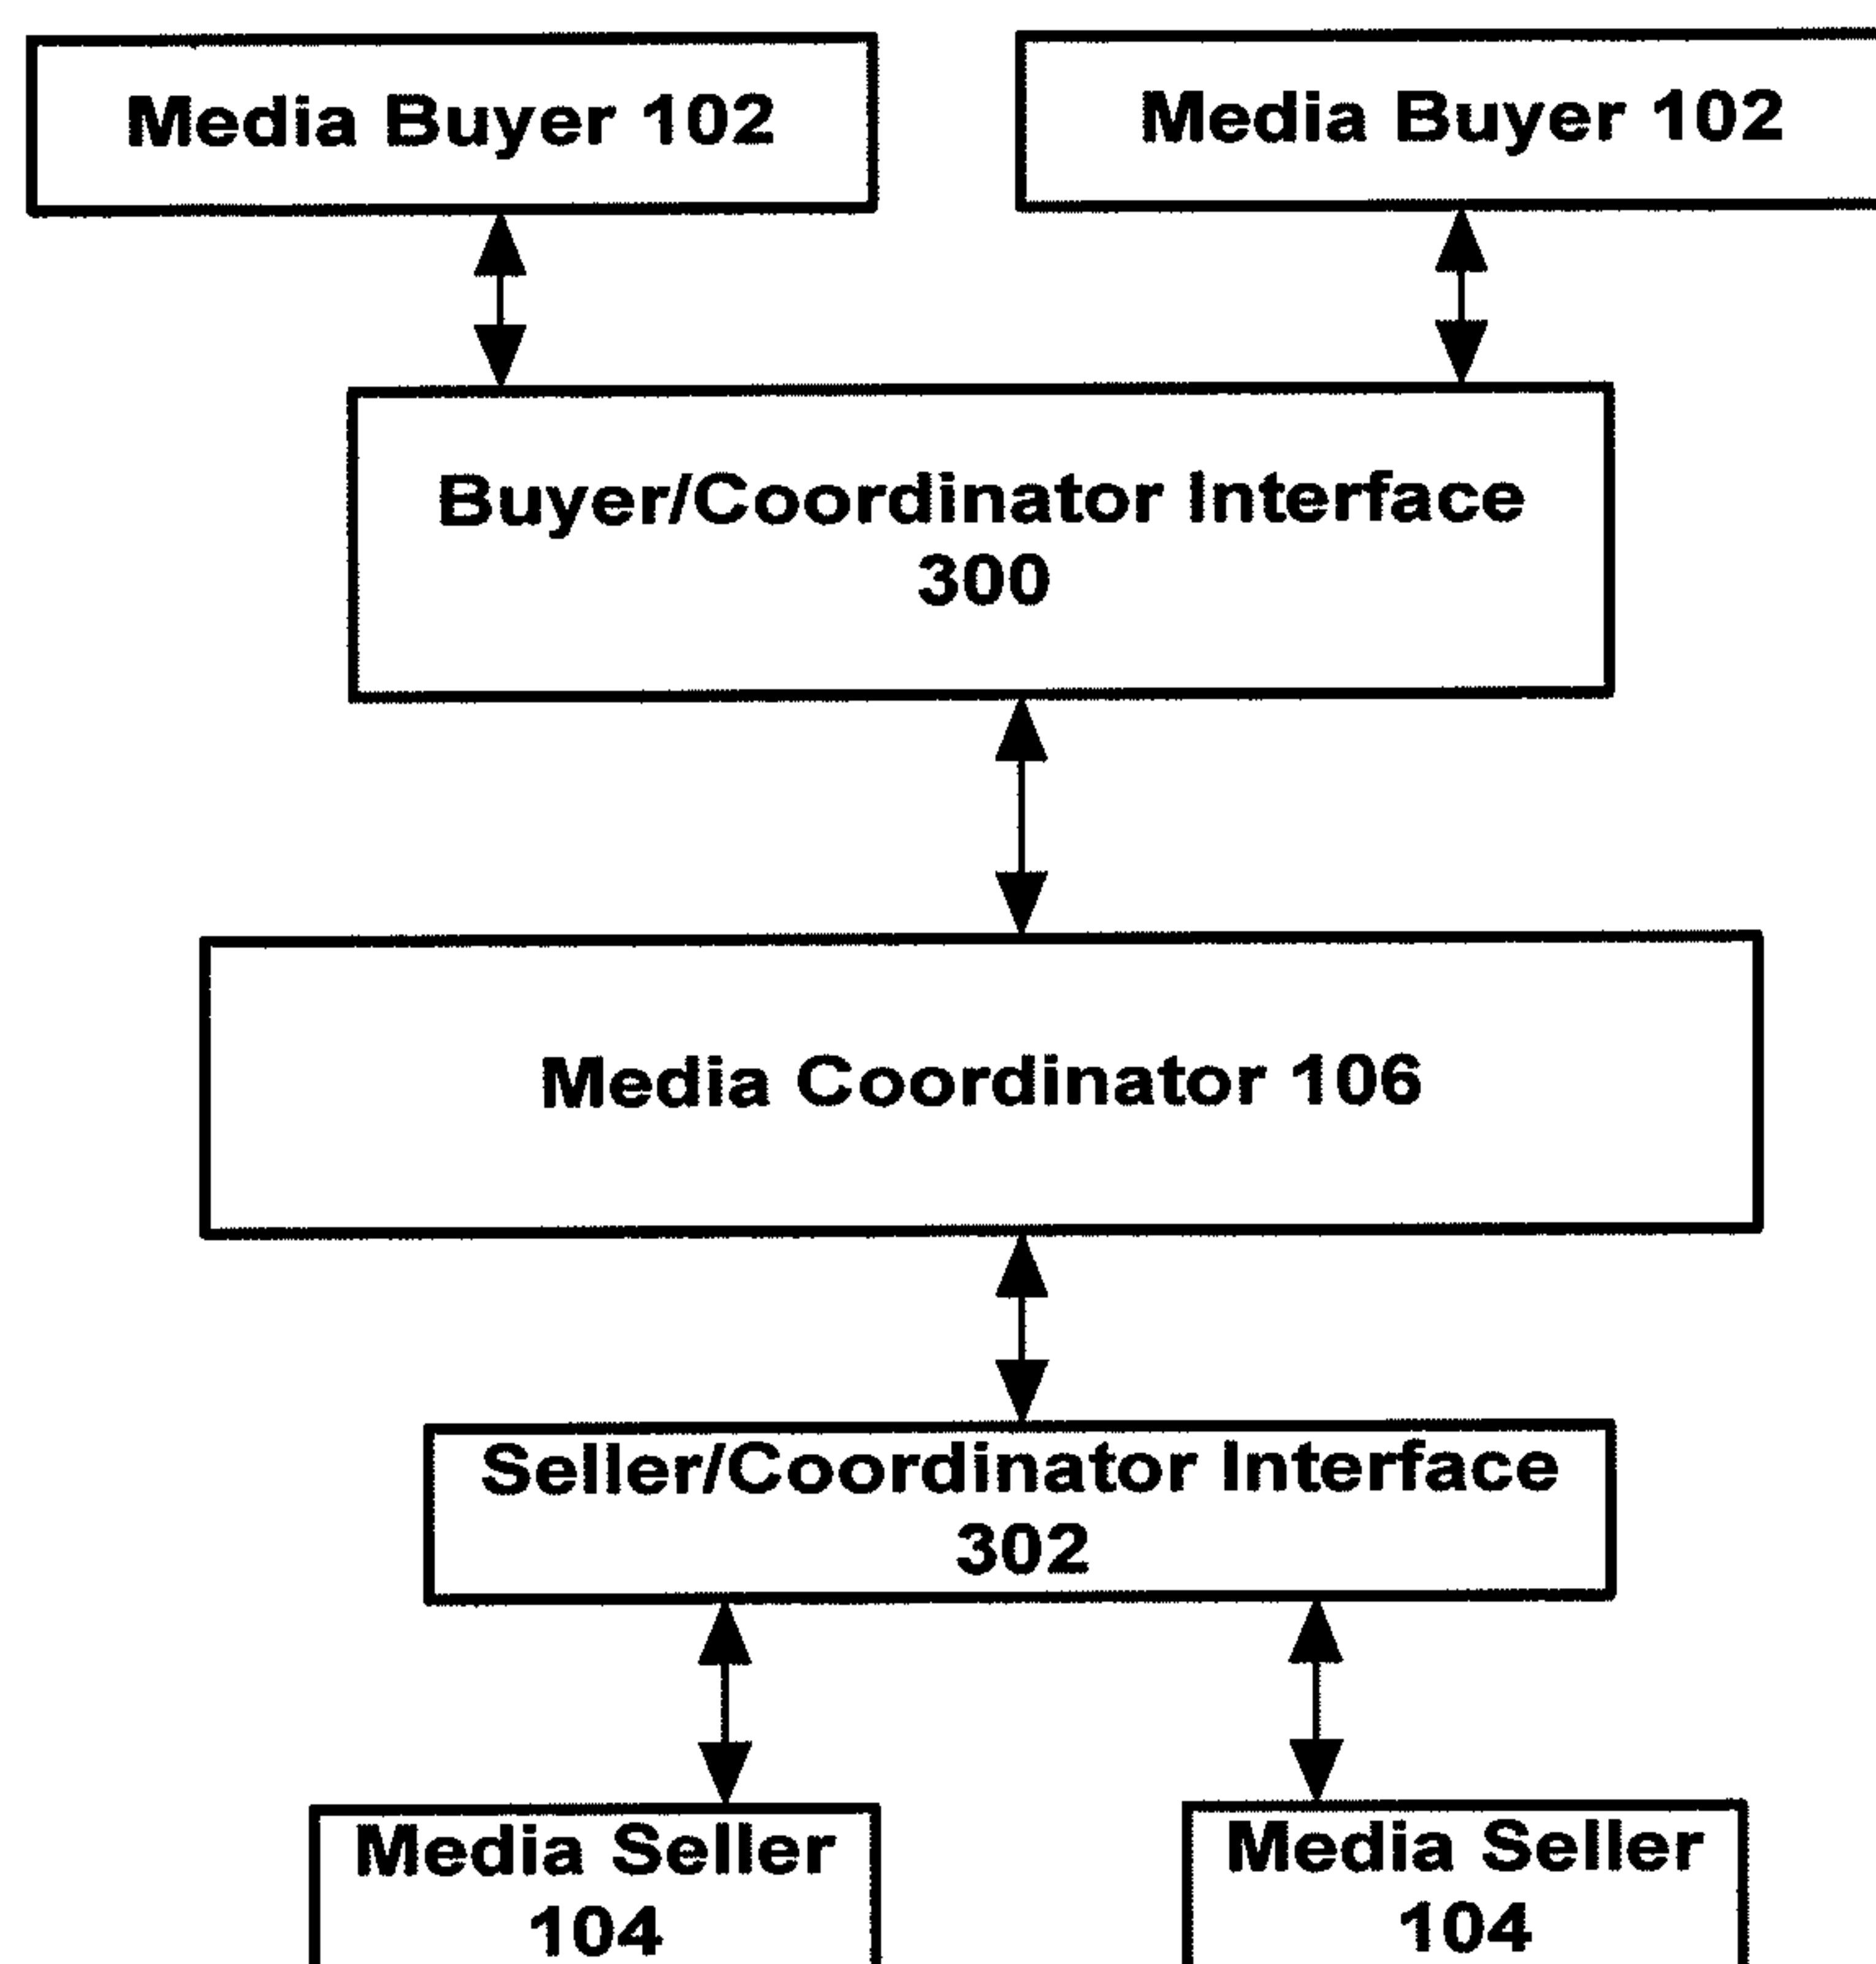 Media Buyer 102
Media Buyer 102
Buyer/Coordinator Interface
300
Media Coordinator 106
Seller/Coordinator Interface
302
Media Seller
104
Media Seller
104